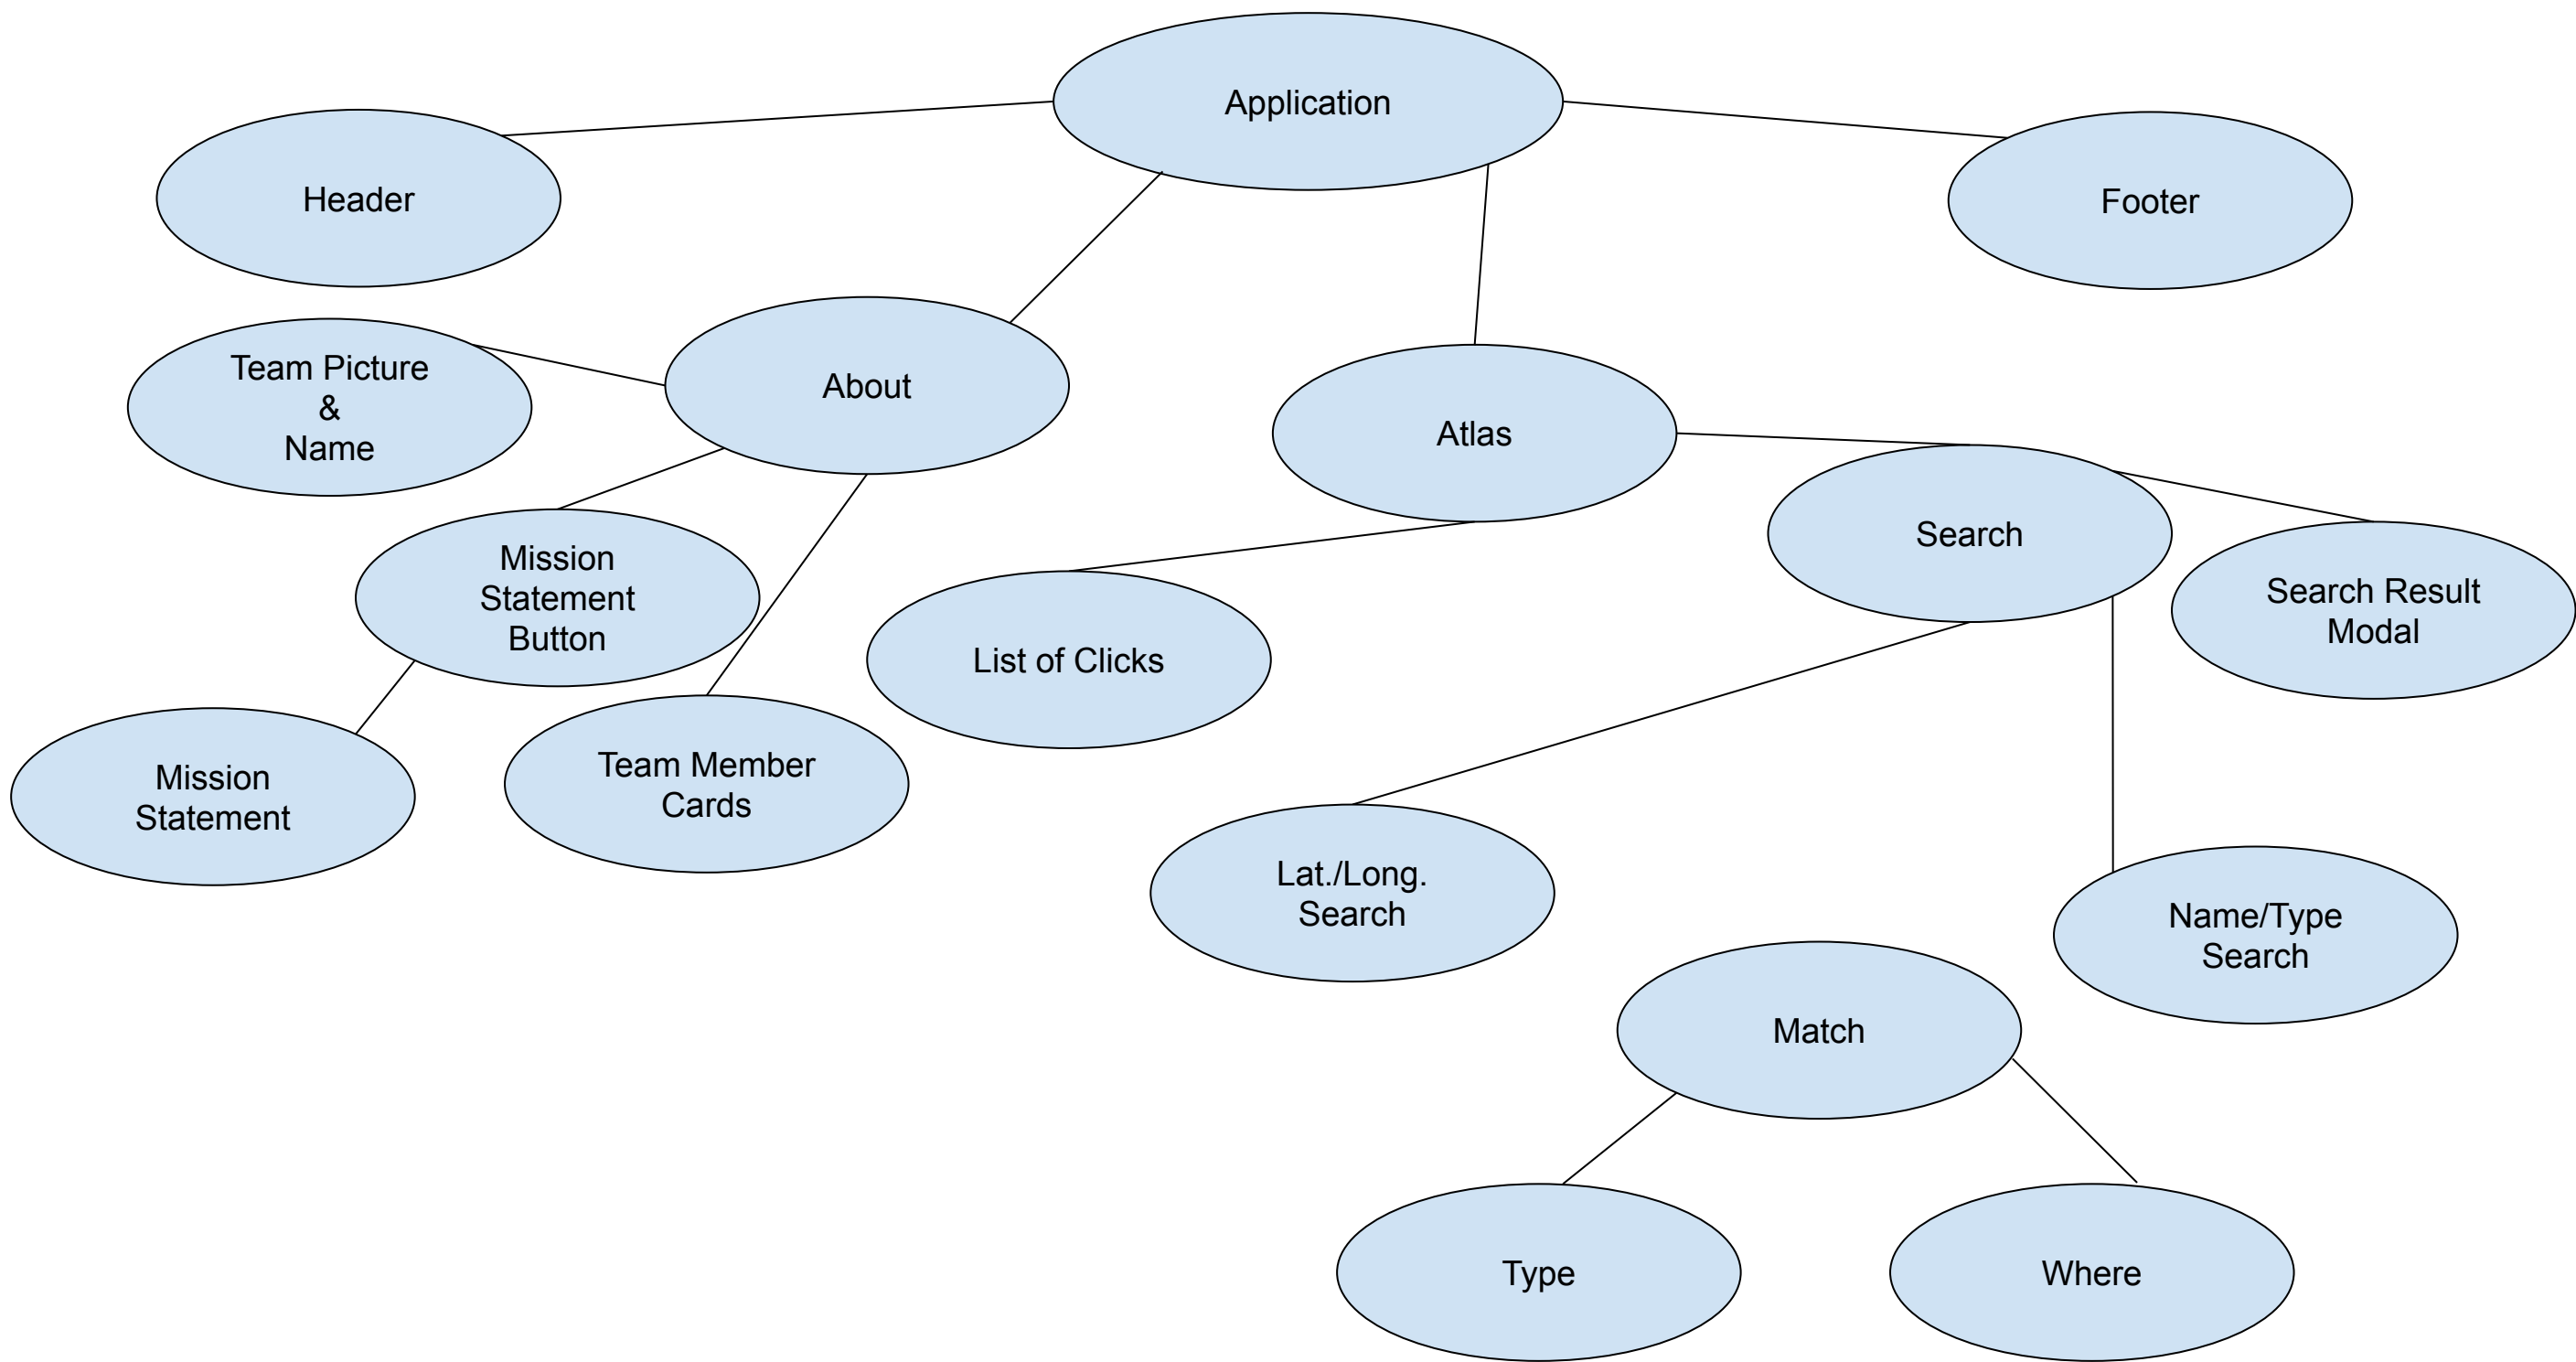 Application
Header
Footer
Team Picture
&
Name
About
Atlas
Search
Mission
Statement
Button
Search Result
Modal
List of Clicks
Mission
Statement
Team Member
Cards
Lat./Long.
Search
Name/Type
Search
Match
Type
Where